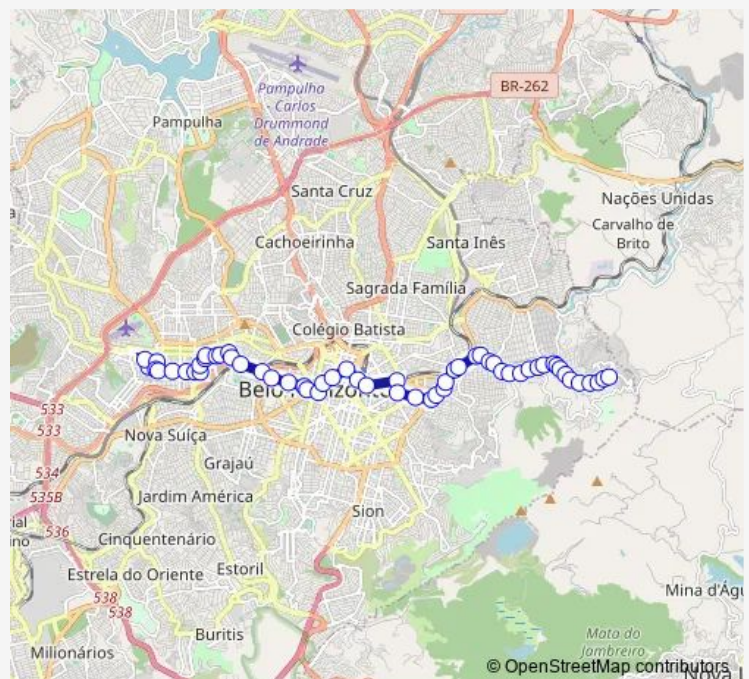 BR-262
Pampulha
- Carlos
Drummond
de Andrade
Pampulha
Santa Cruz
Nações Unidas
Carvalho de
Brito
Cachoeirinha
Santa Inês
Sagrada Família
Colégio Batista
533
533
Nova Suíça
Grajaú
534
535B
Jardim América
Sion
536
Cinquentenário
Estrela do Oriente
Estoril
538
538
Mina d'Águ
Buritis
Mata do
Jambreiro
Milionários
© OpenStreetMap contributors